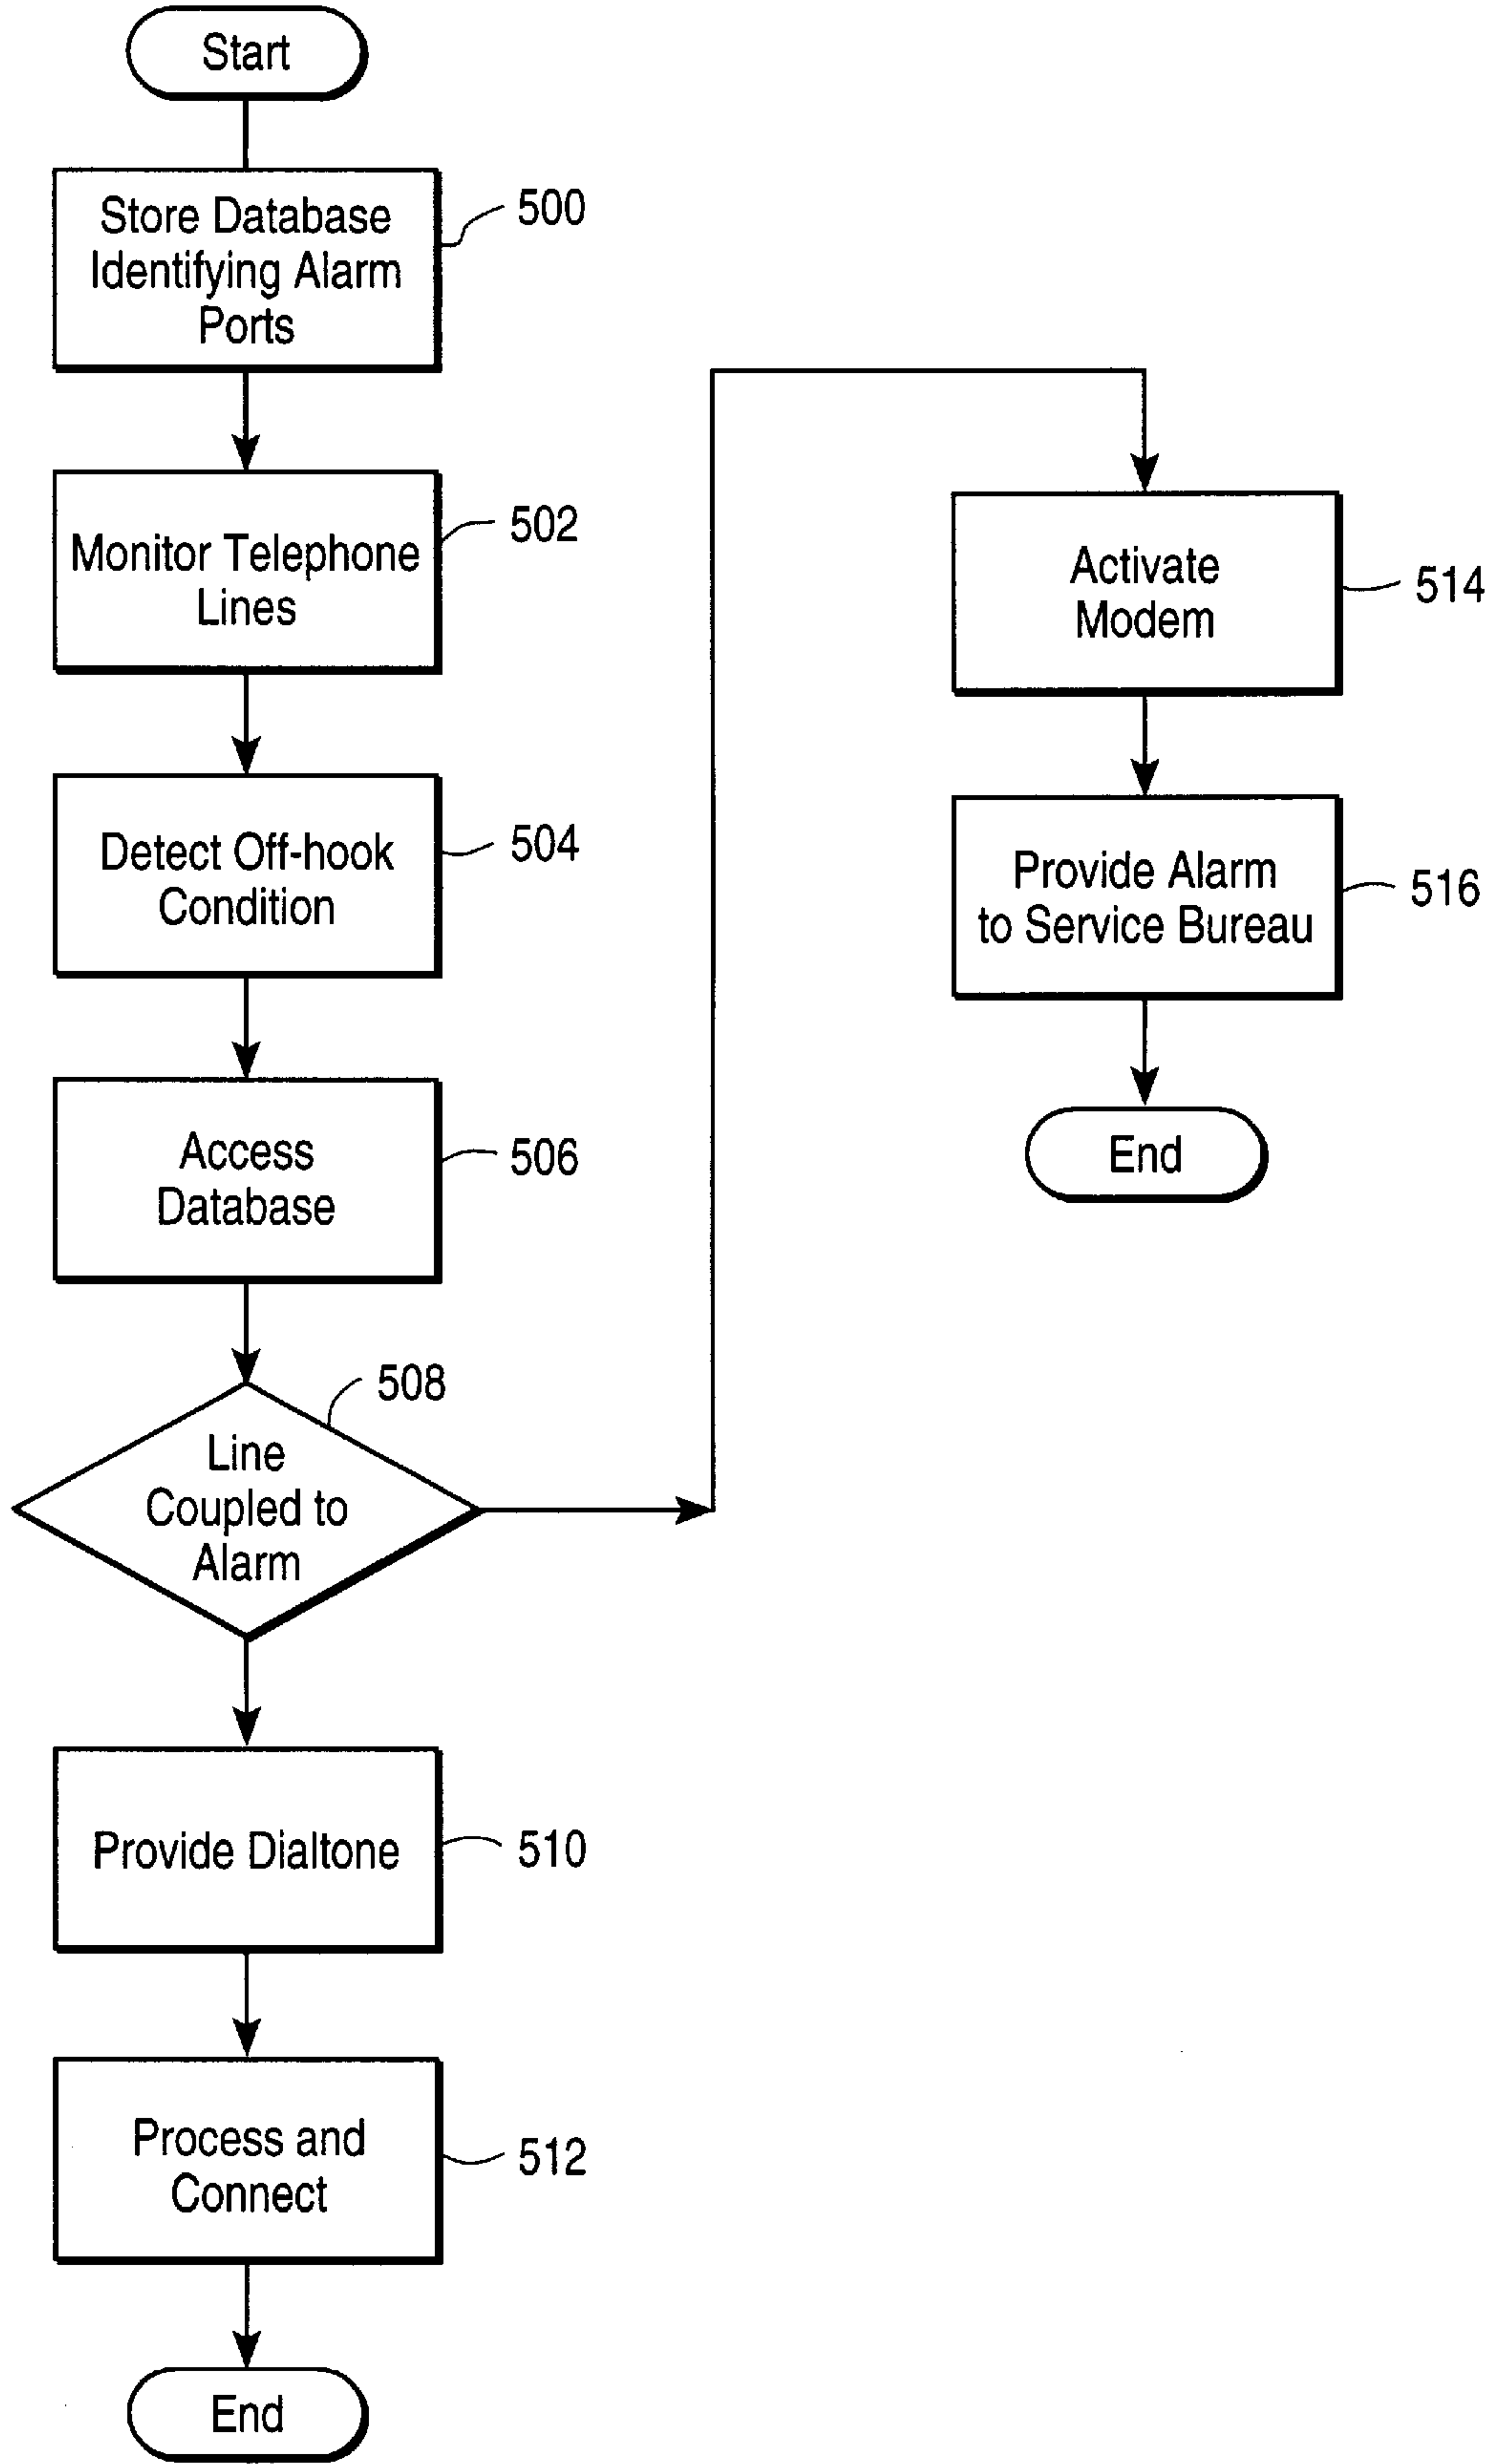 Start
Store Database
Identifying Alarm
Ports
500
Monitor Telephone
Lines
502
Detect Off-hook
Condition
504
Access
Database
506
508
Line
Coupled to
Alarm
Provide Dialtone
510
Process and
Connect
512
End
Activate
Modem
514
Provide Alarm
to Service Bureau
516
End